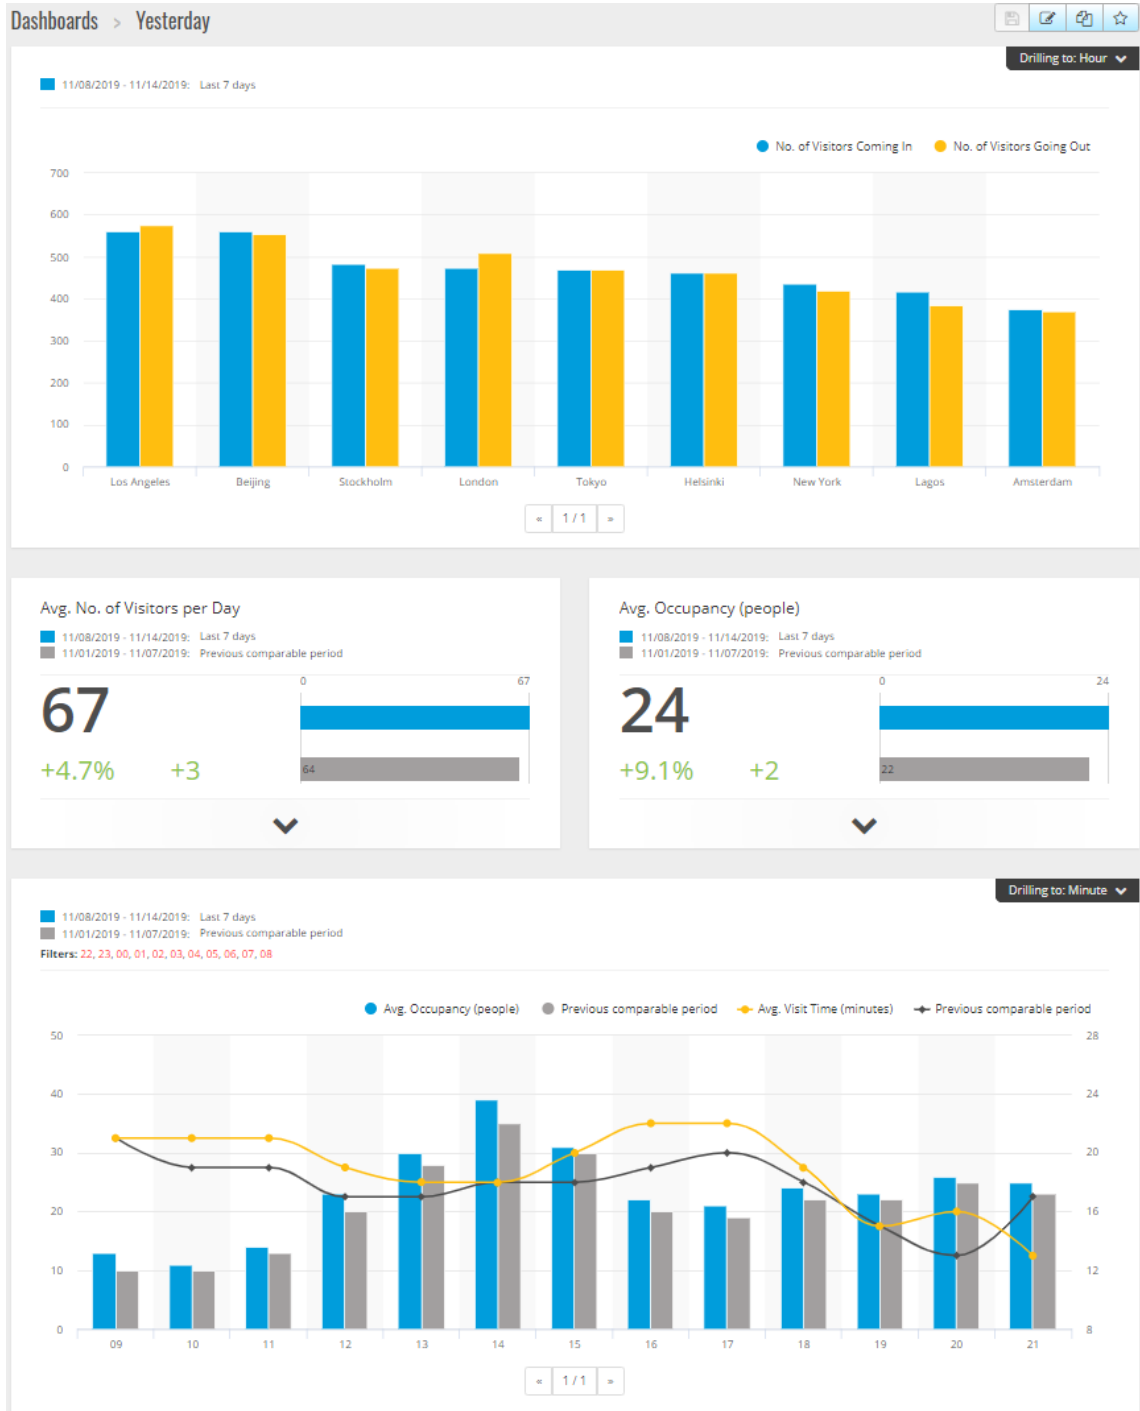 Dashboards > Yesterday
Drilling to: Hour
11/08/2019 - 11/14/2019: Last 7 days
No. of Visitors Coming In No. of Visitors Going Out
700
600
500
400
300
200
100
0
Los Angeles Beijing Stockholm London Tokyo Helsinki New York Lagos Amsterdam
« 1 / 1 »
Avg. No. of Visitors per Day
11/08/2019 - 11/14/2019: Last 7 days
11/01/2019 - 11/07/2019: Previous comparable period
0 67
67
+4.7% +3
64
Avg. Occupancy (people)
11/08/2019 - 11/14/2019: Last 7 days
11/01/2019 - 11/07/2019: Previous comparable period
0 24
24
+9.1% +2
22
Drilling to: Minute
11/08/2019 - 11/14/2019: Last 7 days
11/01/2019 - 11/07/2019: Previous comparable period
Filters: 22, 23, 00, 01, 02, 03, 04, 05, 06, 07, 08
Avg. Occupancy (people) Previous comparable period Avg. Visit Time (minutes) Previous comparable period
50 28
40 24
30 20
20 16
10 12
0 8
09 10 11 12 13 14 15 16 17 18 19 20 21
« 1 / 1 »